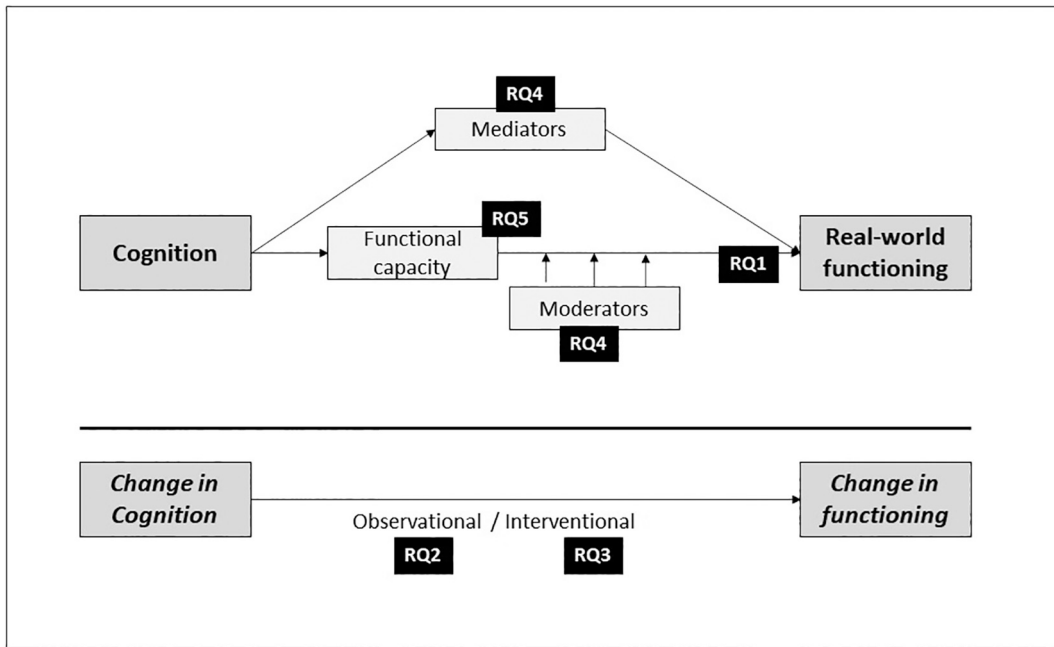 RQ4
Mediators
RQ5
Cognition
Functional
capacity
RQ1
Real-world
functioning
Moderators
RQ4
Change in
Cognition
Change in
functioning
Observational / Interventional
RQ2
RQ3